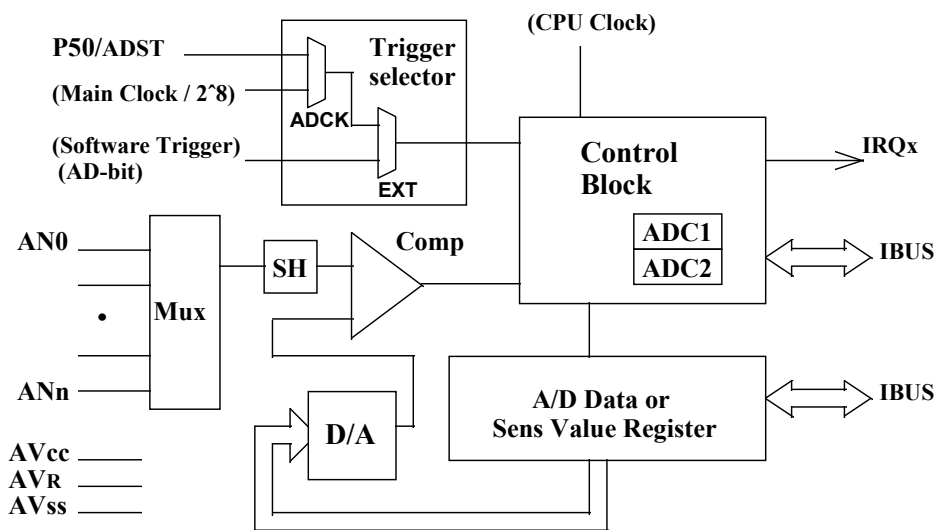 (CPU Clock)
P50/ADST
Trigger
selector
(Main Clock / 2^8)
ADCK
(Software Trigger)
(AD-bit)
EXT
Control
Block
IRQx
ADC1
ADC2
IBUS
AN0
Mux
SH
Comp
ANn
D/A
A/D Data or
Sens Value Register
IBUS
AVcc
AVR
AVss